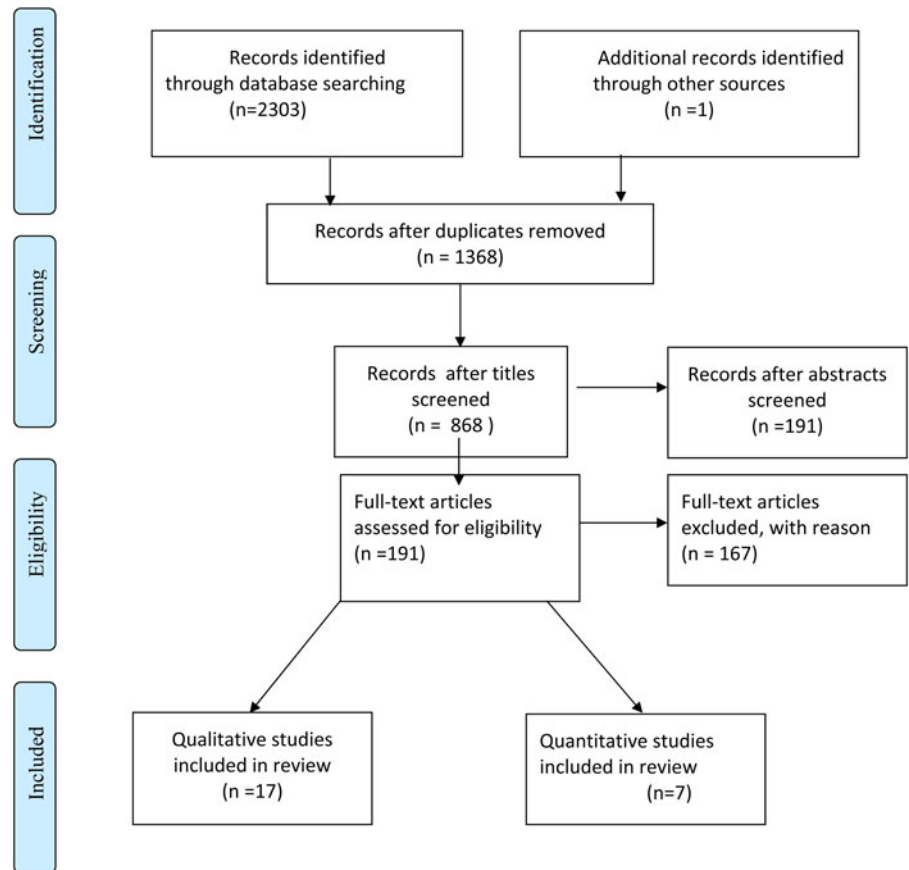 Identification
Records identified
through database searching
(n=2303)
Additional records identified
through other sources
(n =1)
Records after duplicates removed
(n = 1368)
Screening
Records  after titles
screened
(n =  868  )
Records after abstracts
screened
(n =191)
Eligibility
Full-text articles
assessed for eligibility
(n =191)
Full-text articles
excluded, with reason
(n = 167)
Included
Qualitative studies
included in review
(n =17)
Quantitative studies
included in review
(n=7)